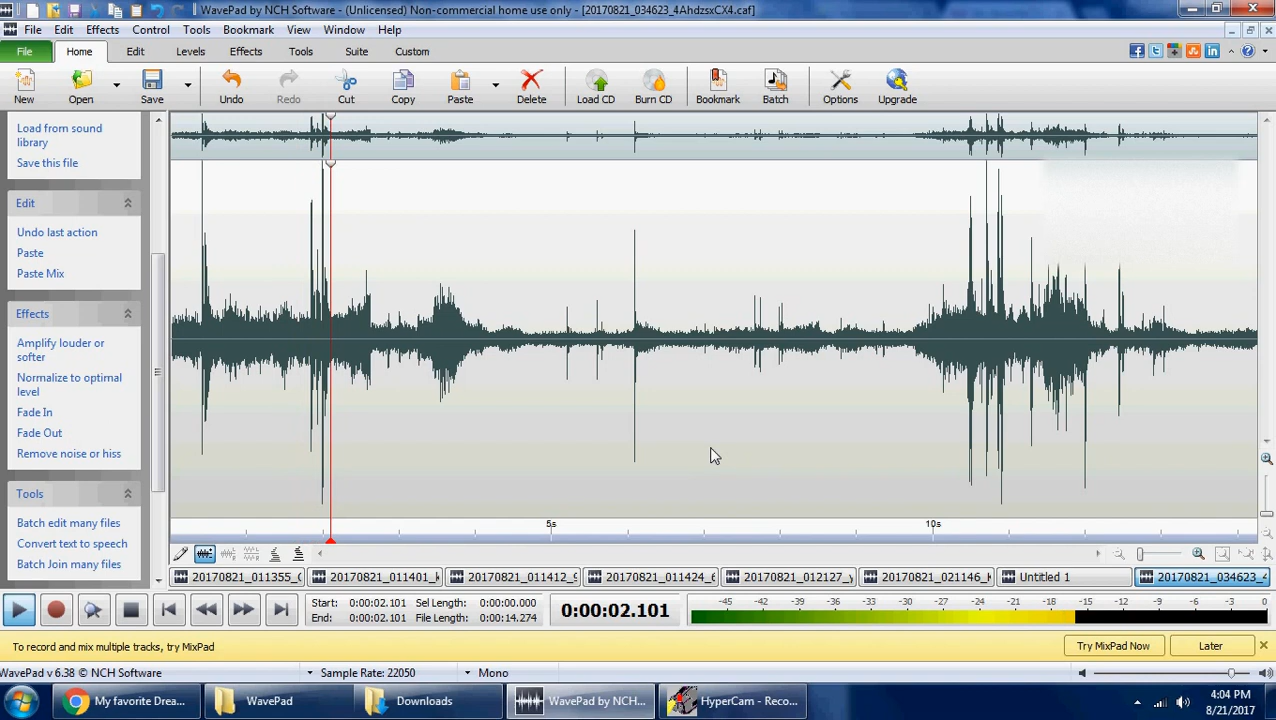 WavePad by NCH Software - (Unlicensed) Non-commercial home use only - [20170821_034623_4AhdzsxCX4.caf]
File Edit Effects Control Tools Bookmark View Window Help
File Home Edit Levels Effects Tools Suite Custom
New Open Save Undo Redo Cut Copy Paste Delete Load CD Burn CD Bookmark Batch Options Upgrade
Load from sound
library
Save this file
Edit
Undo last action
Paste
Paste Mix
Effects
Amplify louder or
softer
Normalize to optimal
level
Fade In
Fade Out
Remove noise or hiss
Tools
Batch edit many files
Convert text to speech
Batch Join many files
5s 10s
20170821_011355_ 20170821_011401_ 20170821_011412_ 20170821_011424_ 20170821_012127_ 20170821_021146_ Untitled 1 20170821_034623_
Start: 0:00:02.101 Sel Length: 0:00:00.000
End: 0:00:02.101 File Length: 0:00:14.274
0:00:02.101
-45 -42 -39 -36 -33 -30 -27 -24 -21 -18 -15 -12 -9 -6 -3 0
To record and mix multiple tracks, try MixPad Try MixPad Now Later
WavePad v 6.38 © NCH Software Sample Rate: 22050 Mono
My favorite Drea... WavePad Downloads WavePad by NCH... HyperCam - Reco...
4:04 PM
8/21/2017